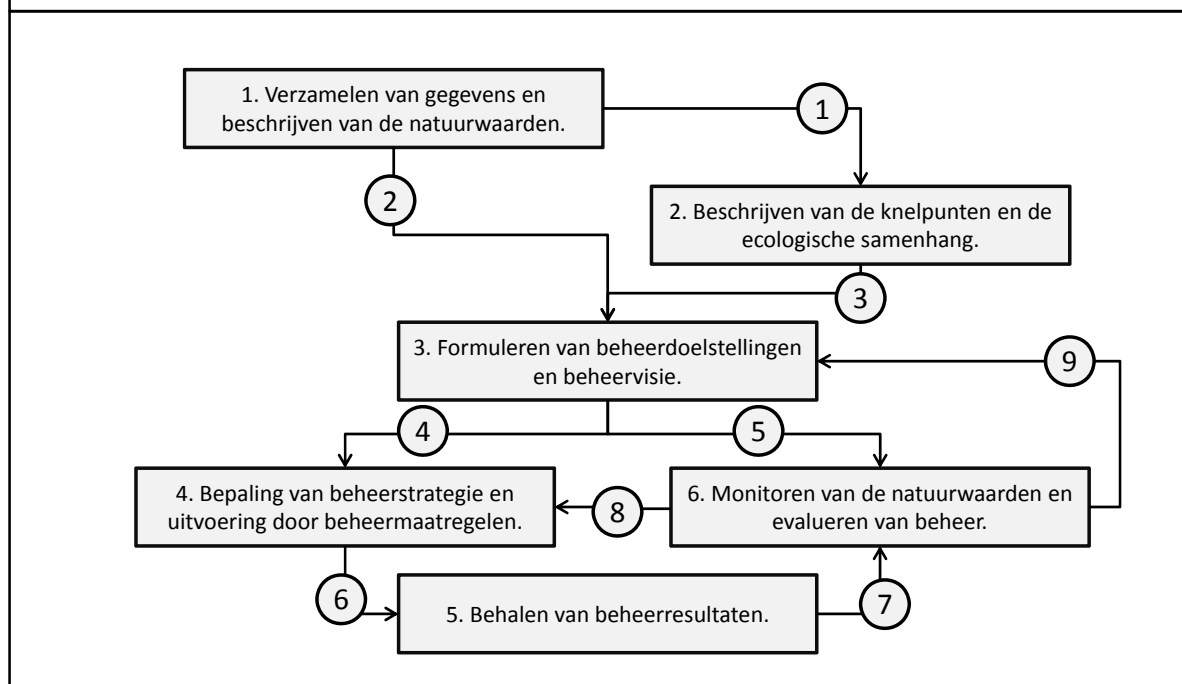 1. Verzamelen van gegevens en
beschrijven van de natuurwaarden.
1
2
2. Beschrijven van de knelpunten en de
ecologische samenhang.
3
3. Formuleren van beheerdoelstellingen
en beheervisie.
9
4
5
4. Bepaling van beheerstrategie en
uitvoering door beheermaatregelen.
8
6. Monitoren van de natuurwaarden en
evalueren van beheer.
6
5. Behalen van beheerresultaten.
7